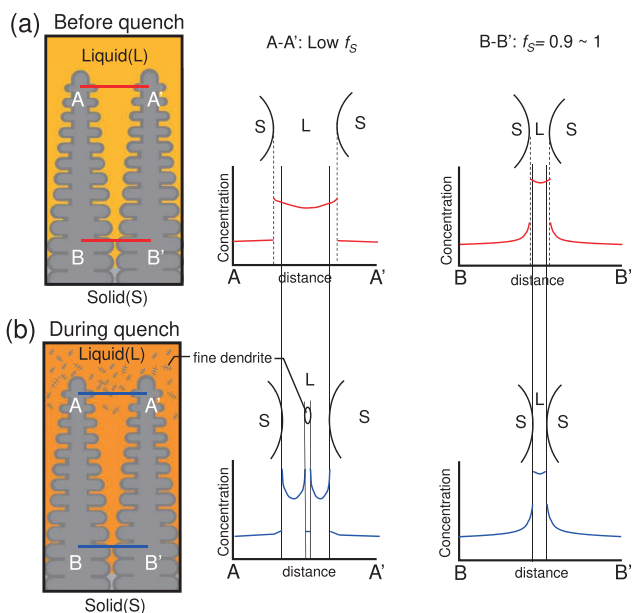 (a) Before quench
Liquid(L)
A A'
B B'
Solid(S)
A-A': Low fS
S L S
Concentration
A distance A'
B-B': fS= 0.9 ~ 1
S L S
Concentration
B distance B'
(b) During quench
Liquid(L)
fine dendrite
A A'
B B'
Solid(S)
L
S S
Concentration
A distance A'
L
S S
Concentration
B distance B'